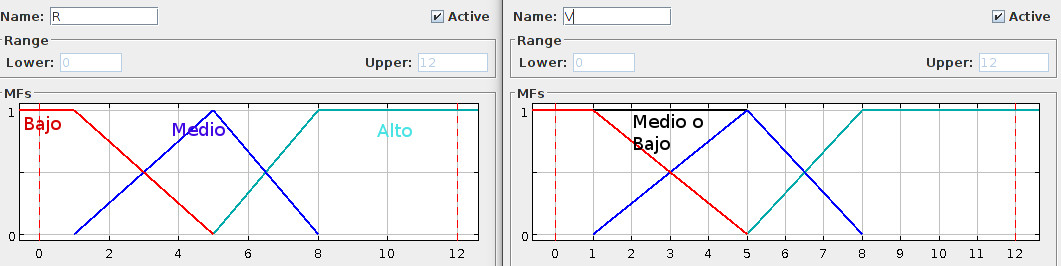 Name: R Active
Range
Lower: 0 Upper: 12
MFs
1
Bajo Medio Alto
0
0 2 4 6 8 10 12
Name: V Active
Range
Lower: 0 Upper: 12
MFs
1
Medio o
Bajo
0
0 1 2 3 4 5 6 7 8 9 10 11 12